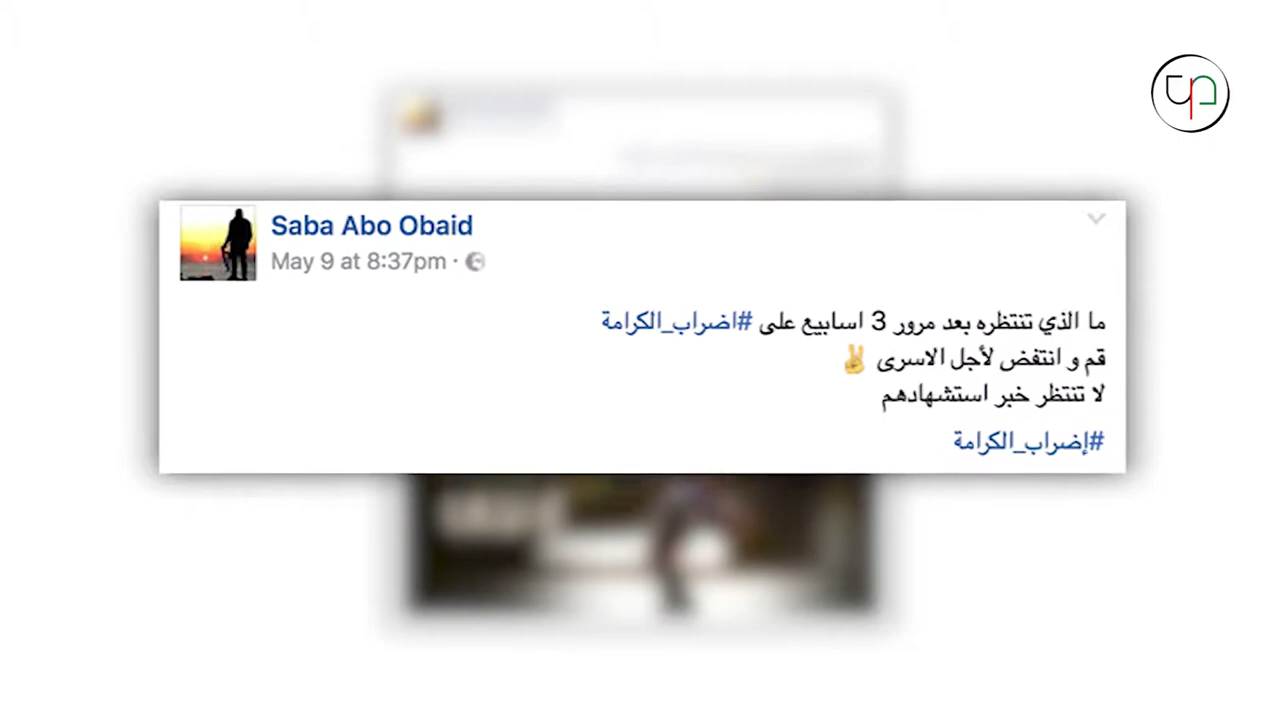 Saba Abo Obaid
May 9 at 8:37pm ·
ما الذي تنتظره بعد مرور 3 اسابيع على #اضراب_الكرامة
قم و انتفض لأجل الاسرى ✌
لا تنتظر خبر استشهادهم
#إضراب_الكرامة